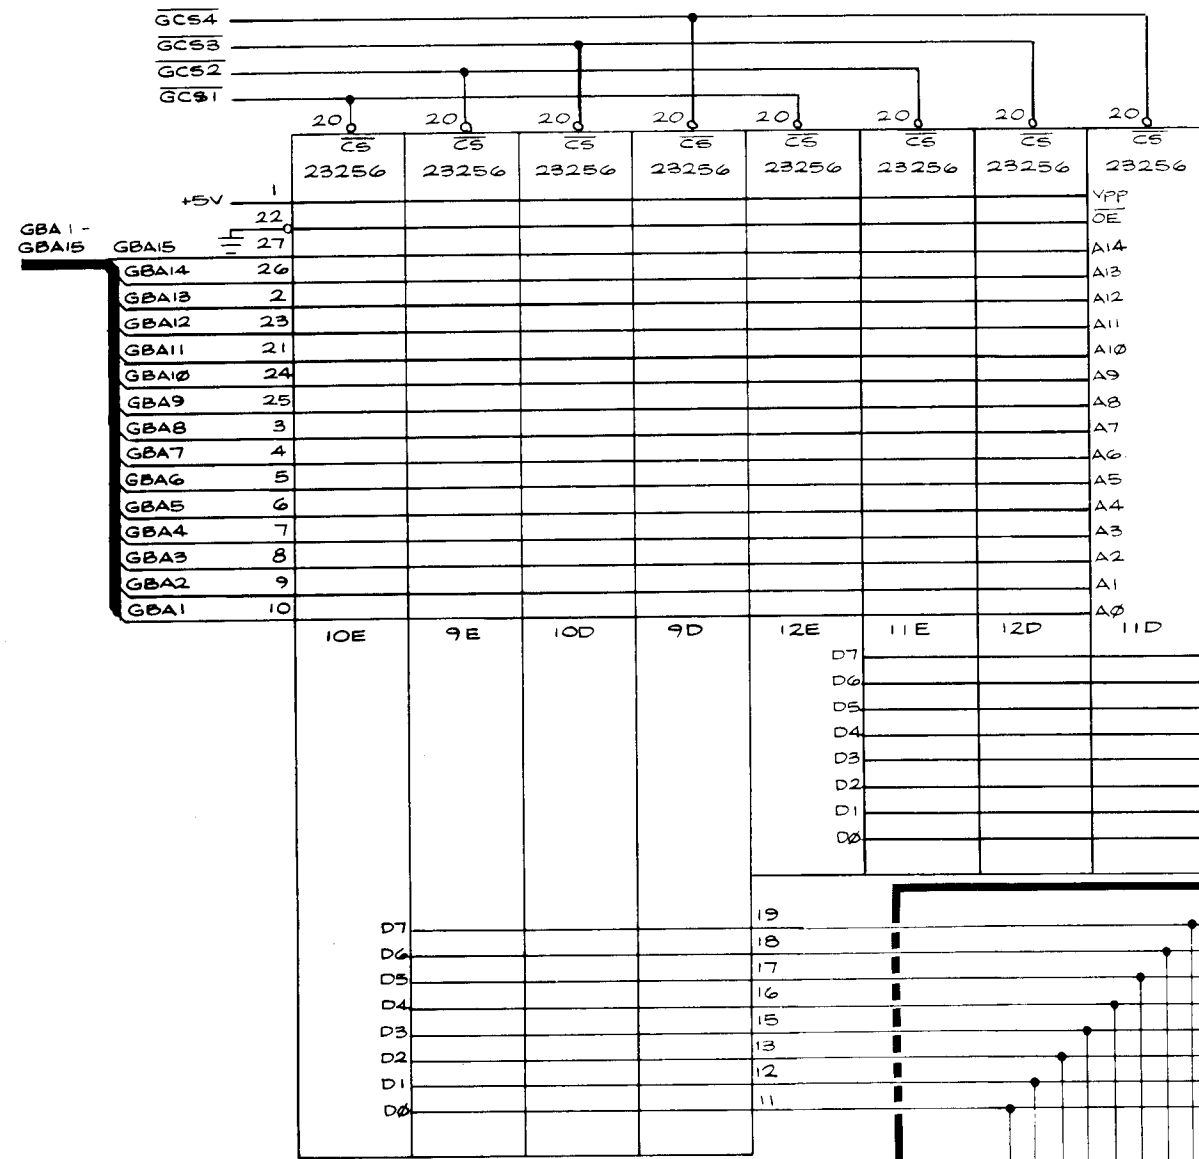 GCS4
GCS3
GCS2
GCS1
20 20 20 20 20 20 20 20
CS CS CS CS CS CS CS CS
23256 23256 23256 23256 23256 23256 23256 23256
+5V 1 VPP
22 OE
GBA1-
GBA15 GBA15 27 A14
GBA14 26 A13
GBA13 2 A12
GBA12 23 A11
GBA11 21 A1Ø
GBA1Ø 24 A9
GBA9 25 A8
GBA8 3 A7
GBA7 4 A6
GBA6 5 A5
GBA5 6 A4
GBA4 7 A3
GBA3 8 A2
GBA2 9 A1
GBA1 10 AØ
10E 9E 10D 9D 12E 11E 12D 11D
D7
D6
D5
D4
D3
D2
D1
DØ
D7 19
D6 18
D5 17
D4 16
D3 15
D2 13
D1 12
DØ 11